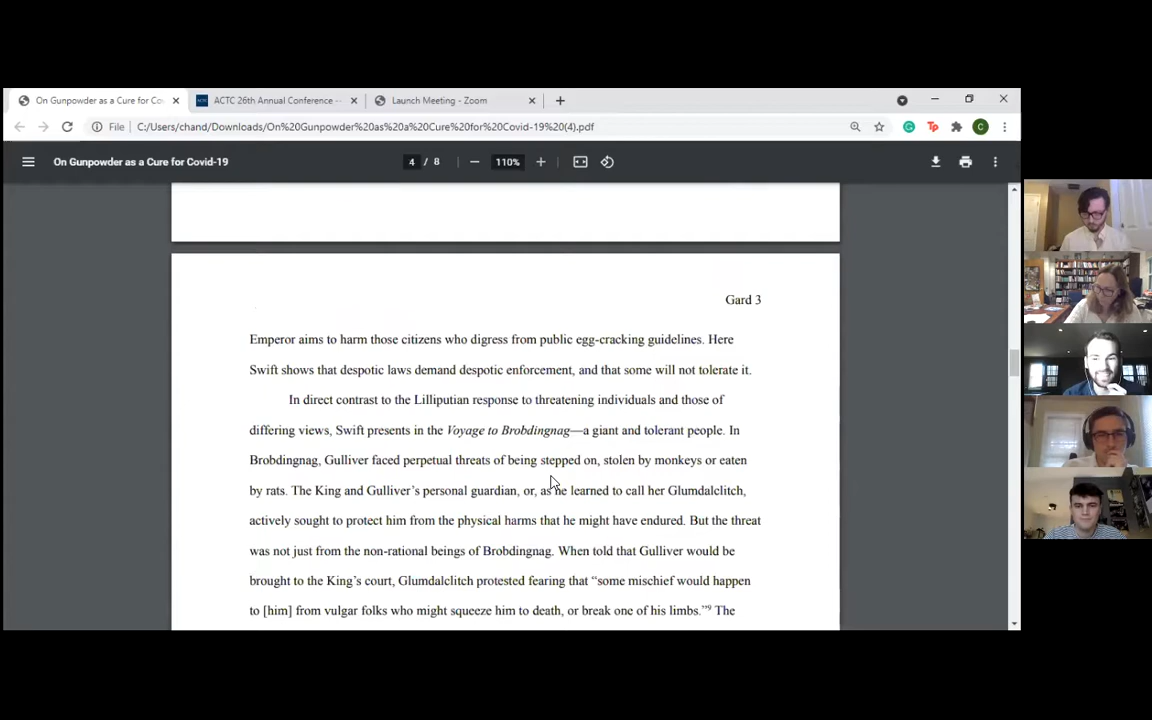 On Gunpowder as a Cure for Co
ACTC 26th Annual Conference --
Launch Meeting - Zoom
File
C:/Users/chand/Downloads/On%20Gunpowder%20as%20a%20Cure%20for%20Covid-19%20(4).pdf
On Gunpowder as a Cure for Covid-19
4 / 8
110%
Gard 3
Emperor aims to harm those citizens who digress from public egg-cracking guidelines. Here
Swift shows that despotic laws demand despotic enforcement, and that some will not tolerate it.
In direct contrast to the Lilliputian response to threatening individuals and those of
differing views, Swift presents in the Voyage to Brobdingnag—a giant and tolerant people. In
Brobdingnag, Gulliver faced perpetual threats of being stepped on, stolen by monkeys or eaten
by rats. The King and Gulliver's personal guardian, or, as he learned to call her Glumdalclitch,
actively sought to protect him from the physical harms that he might have endured. But the threat
was not just from the non-rational beings of Brobdingnag. When told that Gulliver would be
brought to the King's court, Glumdalclitch protested fearing that “some mischief would happen
to [him] from vulgar folks who might squeeze him to death, or break one of his limbs.”9 The